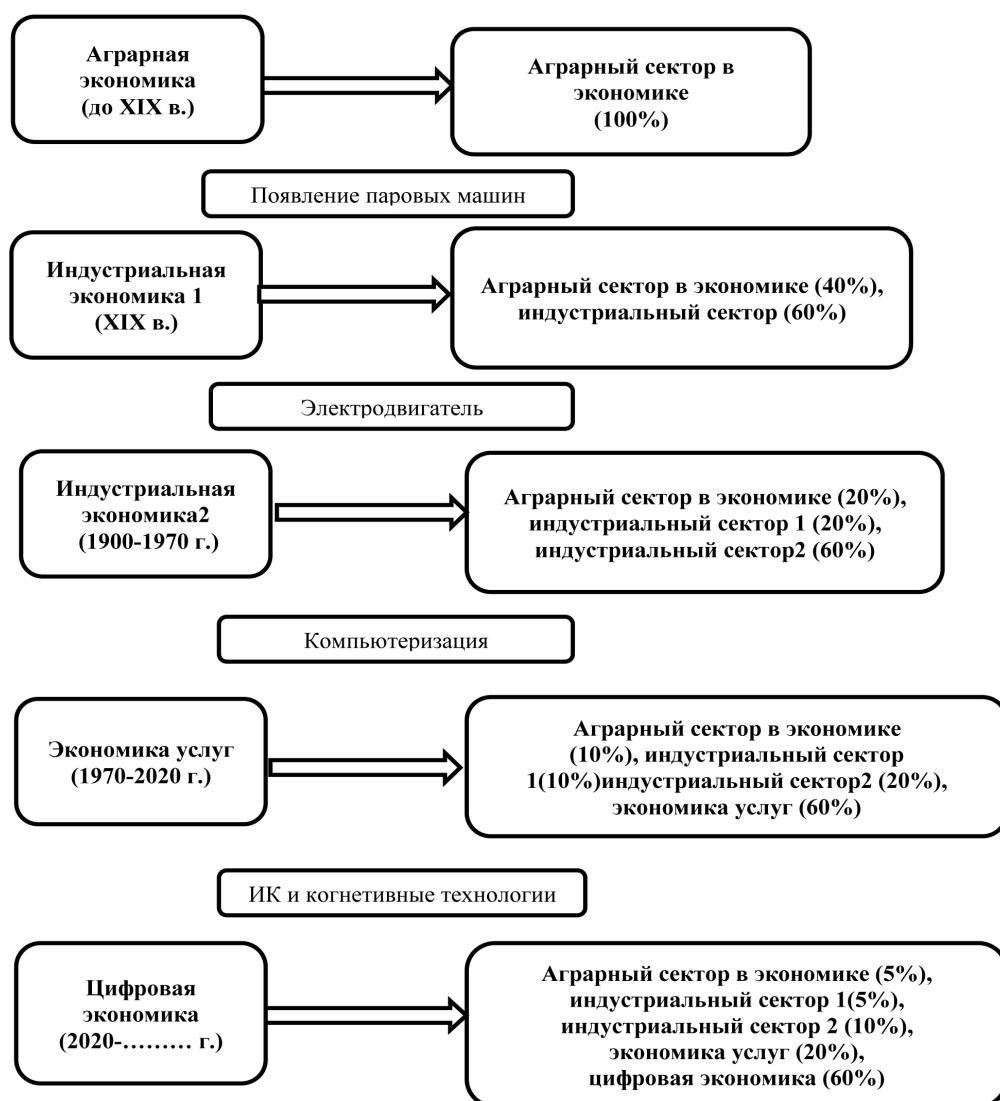 Аграрная
экономика
(до XIX в.)
Аграрный сектор в
экономике
(100%)
Появление паровых машин
Индустриальная
экономика 1
(XIX в.)
Аграрный сектор в экономике (40%),
индустриальный сектор (60%)
Электродвигатель
Индустриальная
экономика2
(1900-1970 г.)
Аграрный сектор в экономике (20%),
индустриальный сектор 1 (20%),
индустриальный сектор2 (60%)
Компьютеризация
Экономика услуг
(1970-2020 г.)
Аграрный сектор в экономике
(10%), индустриальный сектор
1(10%)индустриальный сектор2 (20%),
экономика услуг (60%)
ИК и когнетивные технологии
Цифровая
экономика
(2020-……… г.)
Аграрный сектор в экономике (5%),
индустриальный сектор 1(5%),
индустриальный сектор 2 (10%),
экономика услуг (20%),
цифровая экономика (60%)